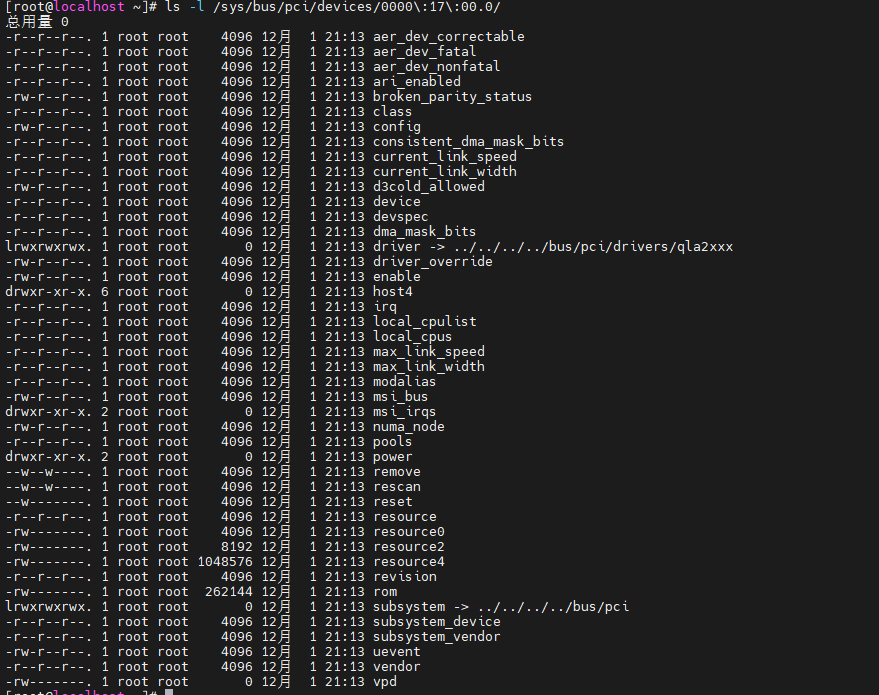 [root@localhost ~]# ls -l /sys/bus/pci/devices/0000\:17\:00.0/
总用量 0
-r--r--r--. 1 root root    4096 12月  1 21:13 aer_dev_correctable
-r--r--r--. 1 root root    4096 12月  1 21:13 aer_dev_fatal
-r--r--r--. 1 root root    4096 12月  1 21:13 aer_dev_nonfatal
-r--r--r--. 1 root root    4096 12月  1 21:13 ari_enabled
-rw-r--r--. 1 root root    4096 12月  1 21:13 broken_parity_status
-r--r--r--. 1 root root    4096 12月  1 21:13 class
-rw-r--r--. 1 root root    4096 12月  1 21:13 config
-r--r--r--. 1 root root    4096 12月  1 21:13 consistent_dma_mask_bits
-r--r--r--. 1 root root    4096 12月  1 21:13 current_link_speed
-r--r--r--. 1 root root    4096 12月  1 21:13 current_link_width
-rw-r--r--. 1 root root    4096 12月  1 21:13 d3cold_allowed
-r--r--r--. 1 root root    4096 12月  1 21:13 device
-r--r--r--. 1 root root    4096 12月  1 21:13 devspec
-r--r--r--. 1 root root    4096 12月  1 21:13 dma_mask_bits
lrwxrwxrwx. 1 root root       0 12月  1 21:13 driver -> ../../../../bus/pci/drivers/qla2xxx
-rw-r--r--. 1 root root    4096 12月  1 21:13 driver_override
-rw-r--r--. 1 root root    4096 12月  1 21:13 enable
drwxr-xr-x. 6 root root       0 12月  1 21:13 host4
-r--r--r--. 1 root root    4096 12月  1 21:13 irq
-r--r--r--. 1 root root    4096 12月  1 21:13 local_cpulist
-r--r--r--. 1 root root    4096 12月  1 21:13 local_cpus
-r--r--r--. 1 root root    4096 12月  1 21:13 max_link_speed
-r--r--r--. 1 root root    4096 12月  1 21:13 max_link_width
-r--r--r--. 1 root root    4096 12月  1 21:13 modalias
-rw-r--r--. 1 root root    4096 12月  1 21:13 msi_bus
drwxr-xr-x. 2 root root       0 12月  1 21:13 msi_irqs
-rw-r--r--. 1 root root    4096 12月  1 21:13 numa_node
-r--r--r--. 1 root root    4096 12月  1 21:13 pools
drwxr-xr-x. 2 root root       0 12月  1 21:13 power
--w--w----. 1 root root    4096 12月  1 21:13 remove
--w--w----. 1 root root    4096 12月  1 21:13 rescan
--w-------. 1 root root    4096 12月  1 21:13 reset
-r--r--r--. 1 root root    4096 12月  1 21:13 resource
-rw-------. 1 root root    4096 12月  1 21:13 resource0
-rw-------. 1 root root    8192 12月  1 21:13 resource2
-rw-------. 1 root root 1048576 12月  1 21:13 resource4
-r--r--r--. 1 root root    4096 12月  1 21:13 revision
-rw-------. 1 root root  262144 12月  1 21:13 rom
lrwxrwxrwx. 1 root root       0 12月  1 21:13 subsystem -> ../../../../bus/pci
-r--r--r--. 1 root root    4096 12月  1 21:13 subsystem_device
-r--r--r--. 1 root root    4096 12月  1 21:13 subsystem_vendor
-rw-r--r--. 1 root root    4096 12月  1 21:13 uevent
-r--r--r--. 1 root root    4096 12月  1 21:13 vendor
-rw-------. 1 root root       0 12月  1 21:13 vpd
[root@localhost ~]#